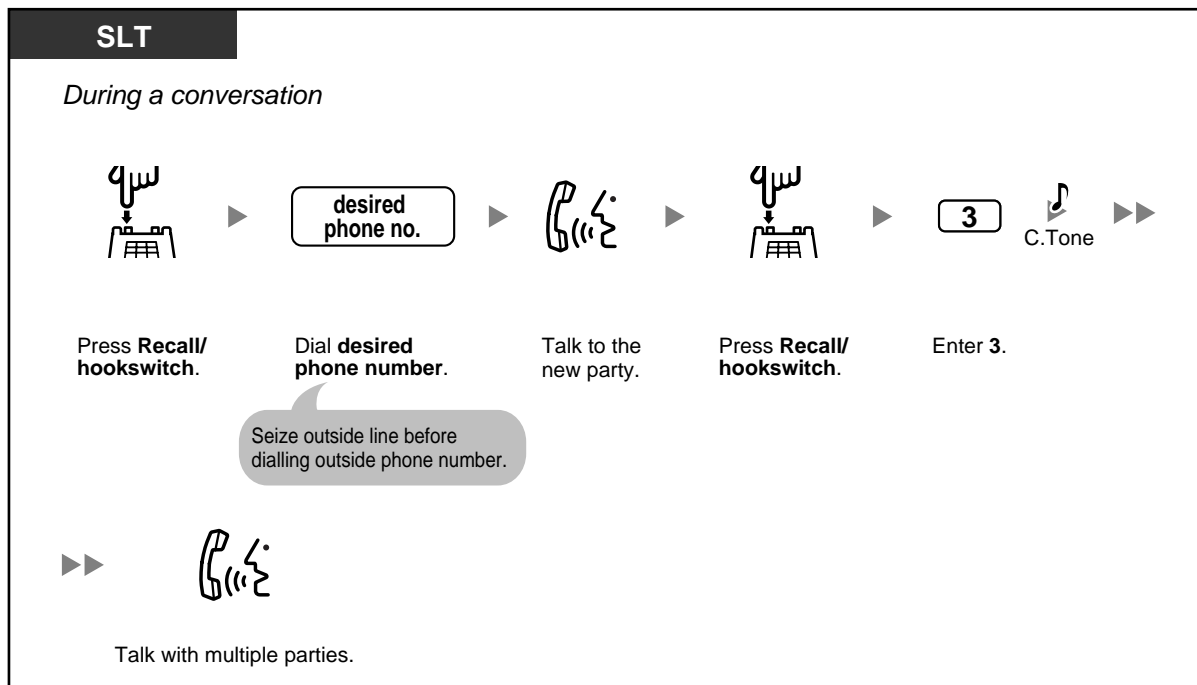 SLT
During a conversation
desired
phone no.
3
C.Tone
Press Recall/
hookswitch.
Dial desired
phone number.
Talk to the
new party.
Press Recall/
hookswitch.
Enter 3.
Seize outside line before
dialling outside phone number.
Talk with multiple parties.